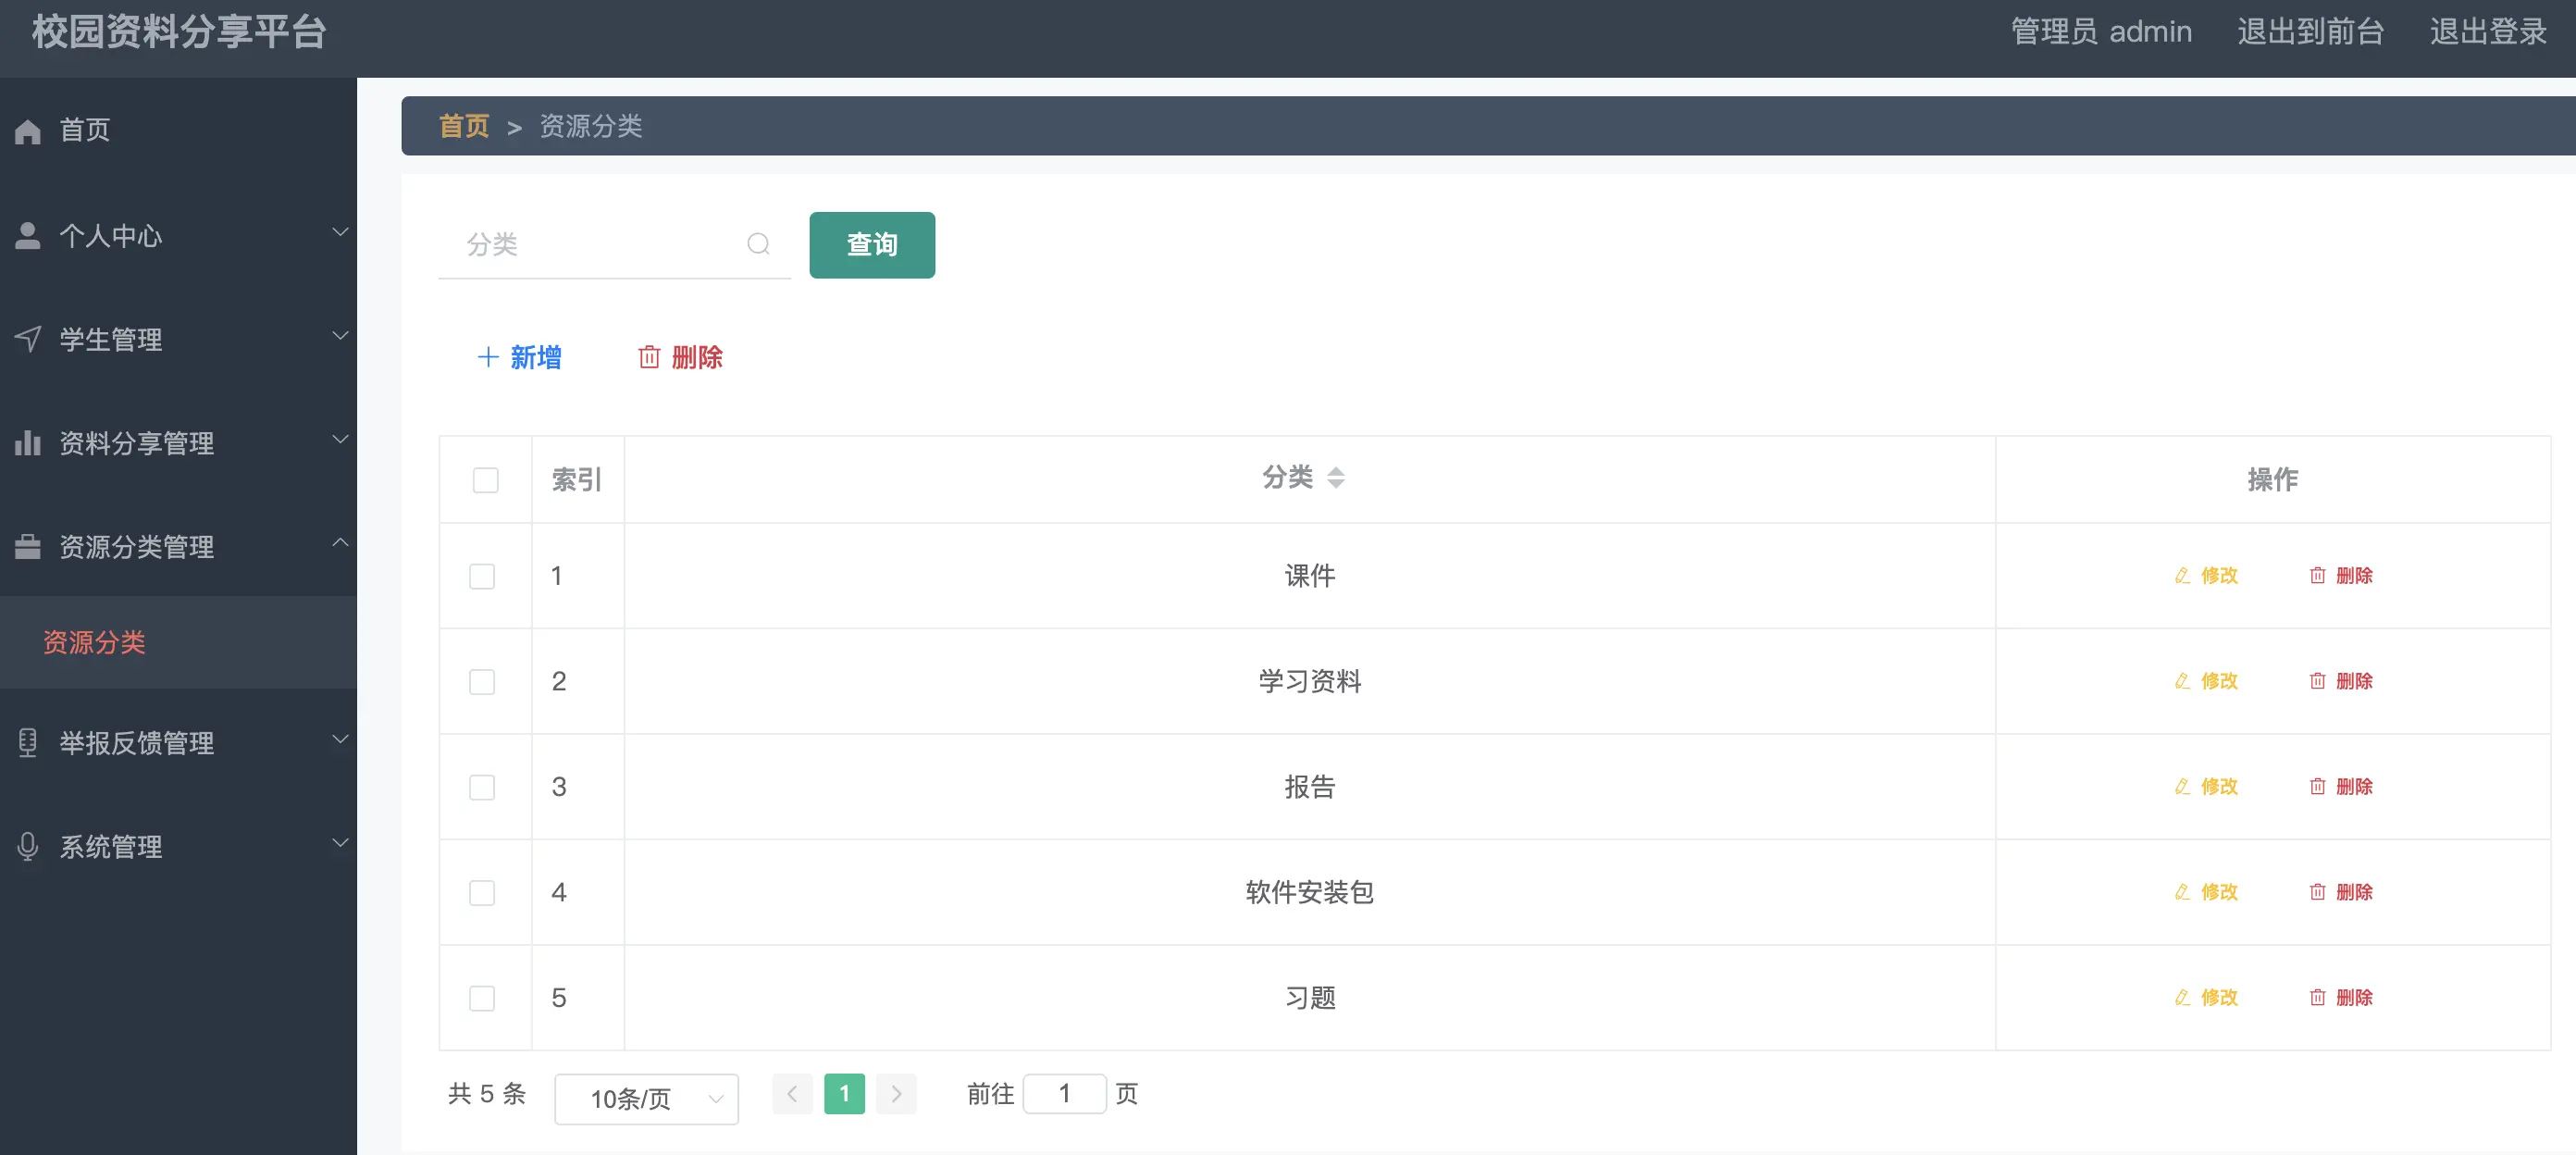 校园资料分享平台
管理员 admin 退出到前台 退出登录
首页
个人中心
学生管理
资料分享管理
资源分类管理
资源分类
举报反馈管理
系统管理
首页 > 资源分类
分类 查询
新增 删除
索引 分类 操作
1 课件 修改 删除
2 学习资料 修改 删除
3 报告 修改 删除
4 软件安装包 修改 删除
5 习题 修改 删除
共 5 条 10条/页 1 前往 1 页